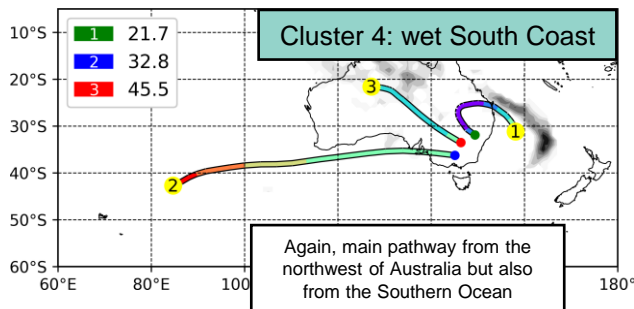 5°S
10°S
20°S
30°S
40°S
50°S
60°S
1 21.7
2 32.8
3 45.5
Cluster 4: wet South Coast
3
1
2
Again, main pathway from the
northwest of Australia but also
from the Southern Ocean
60°E
80°E
100°
180°